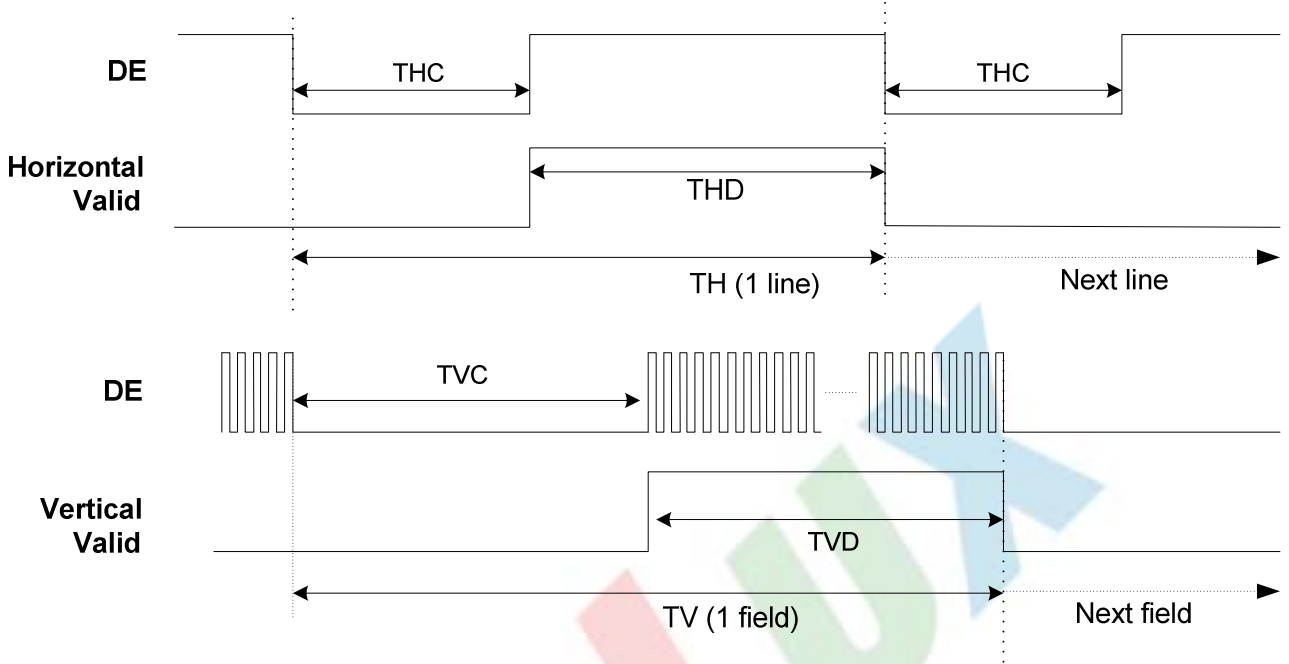 DE
THC
THC
Horizontal
Valid
THD
TH (1 line)
Next line
DE
TVC
Vertical
Valid
TVD
TV (1 field)
Next field
LUX